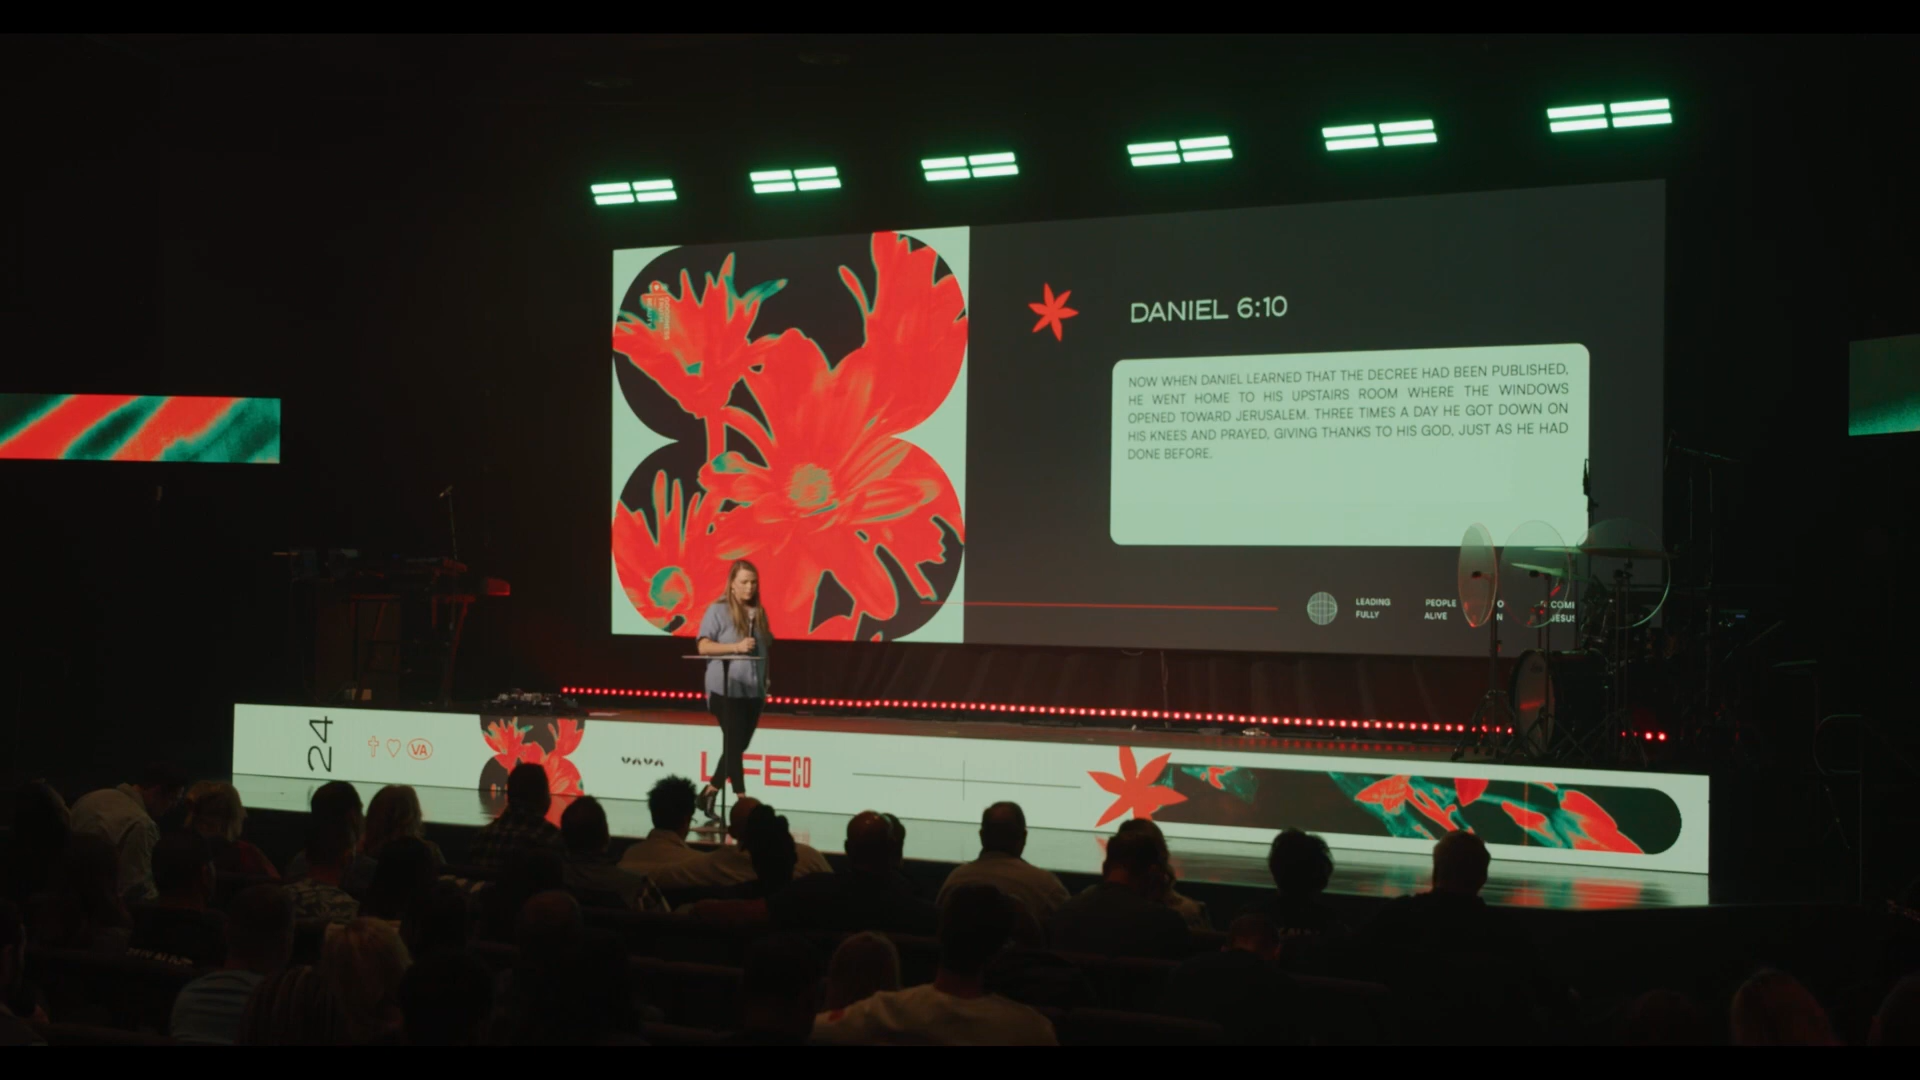 DANIEL 6:10
NOW WHEN DANIEL LEARNED THAT THE DECREE HAD BEEN PUBLISHED,
HE WENT HOME TO HIS UPSTAIRS ROOM WHERE THE WINDOWS
OPENED TOWARD JERUSALEM. THREE TIMES A DAY HE GOT DOWN ON
HIS KNEES AND PRAYED, GIVING THANKS TO HIS GOD, JUST AS HE HAD
DONE BEFORE.
LEADING PEOPLE
FULLY ALIVE
24
VA
CO